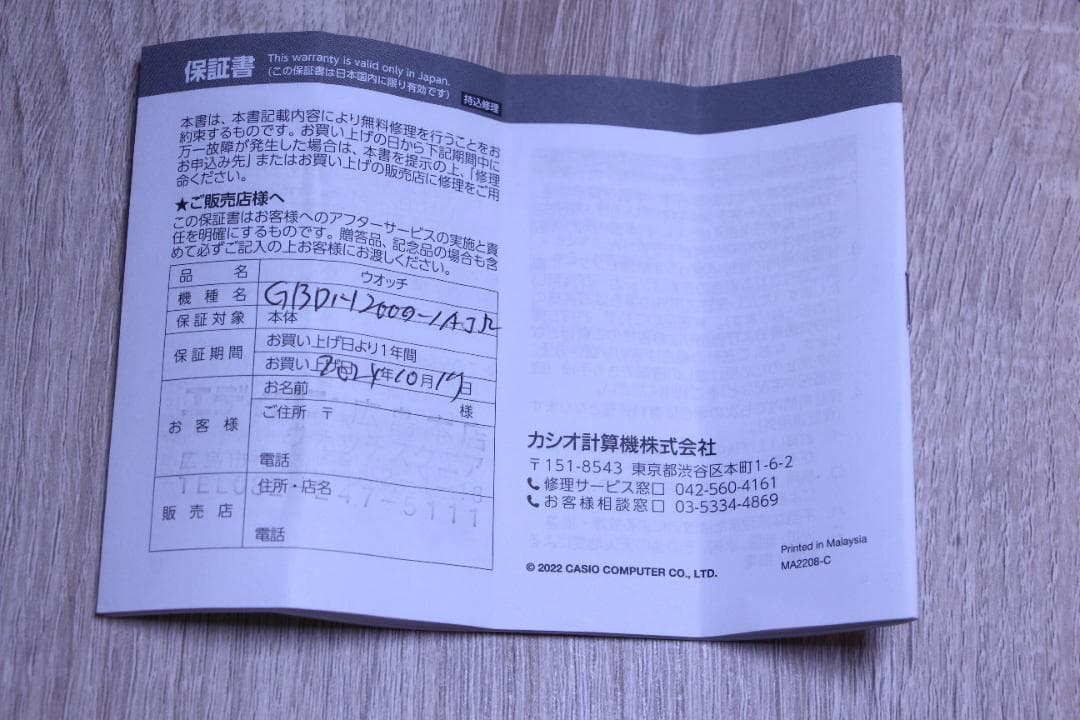 保証書
This warranty is valid only in Japan.
(この保証書は日本国内に限り有効です)
持込修理
本書は、本書記載内容により無料修理を行うことをお
約束するものです。お買い上げの日から下記期間中に
万一故障が発生した場合は、本書を提示の上、「修理
お申込み先」またはお買い上げの販売店に修理をご用
命ください。
★ご販売店様へ
この保証書はお客様へのアフターサービスの実施と責
任を明確にするものです。贈答品、記念品の場合も含
めて必ずご記入の上お客様にお渡しください。
品名 ウオッチ
機種名 GBDH2000-1AJR
保証対象 本体
保証期間 お買い上げ日より1年間
お買い上げ日 2024年10月17日
お客様 お名前 様
ご住所 〒
電話
販売店 住所・店名
TEL 247-5111
電話
カシオ計算機株式会社
〒151-8543 東京都渋谷区本町1-6-2
修理サービス窓口 042-560-4161
お客様相談窓口 03-5334-4869
© 2022 CASIO COMPUTER CO., LTD.
Printed in Malaysia
MA2208-C